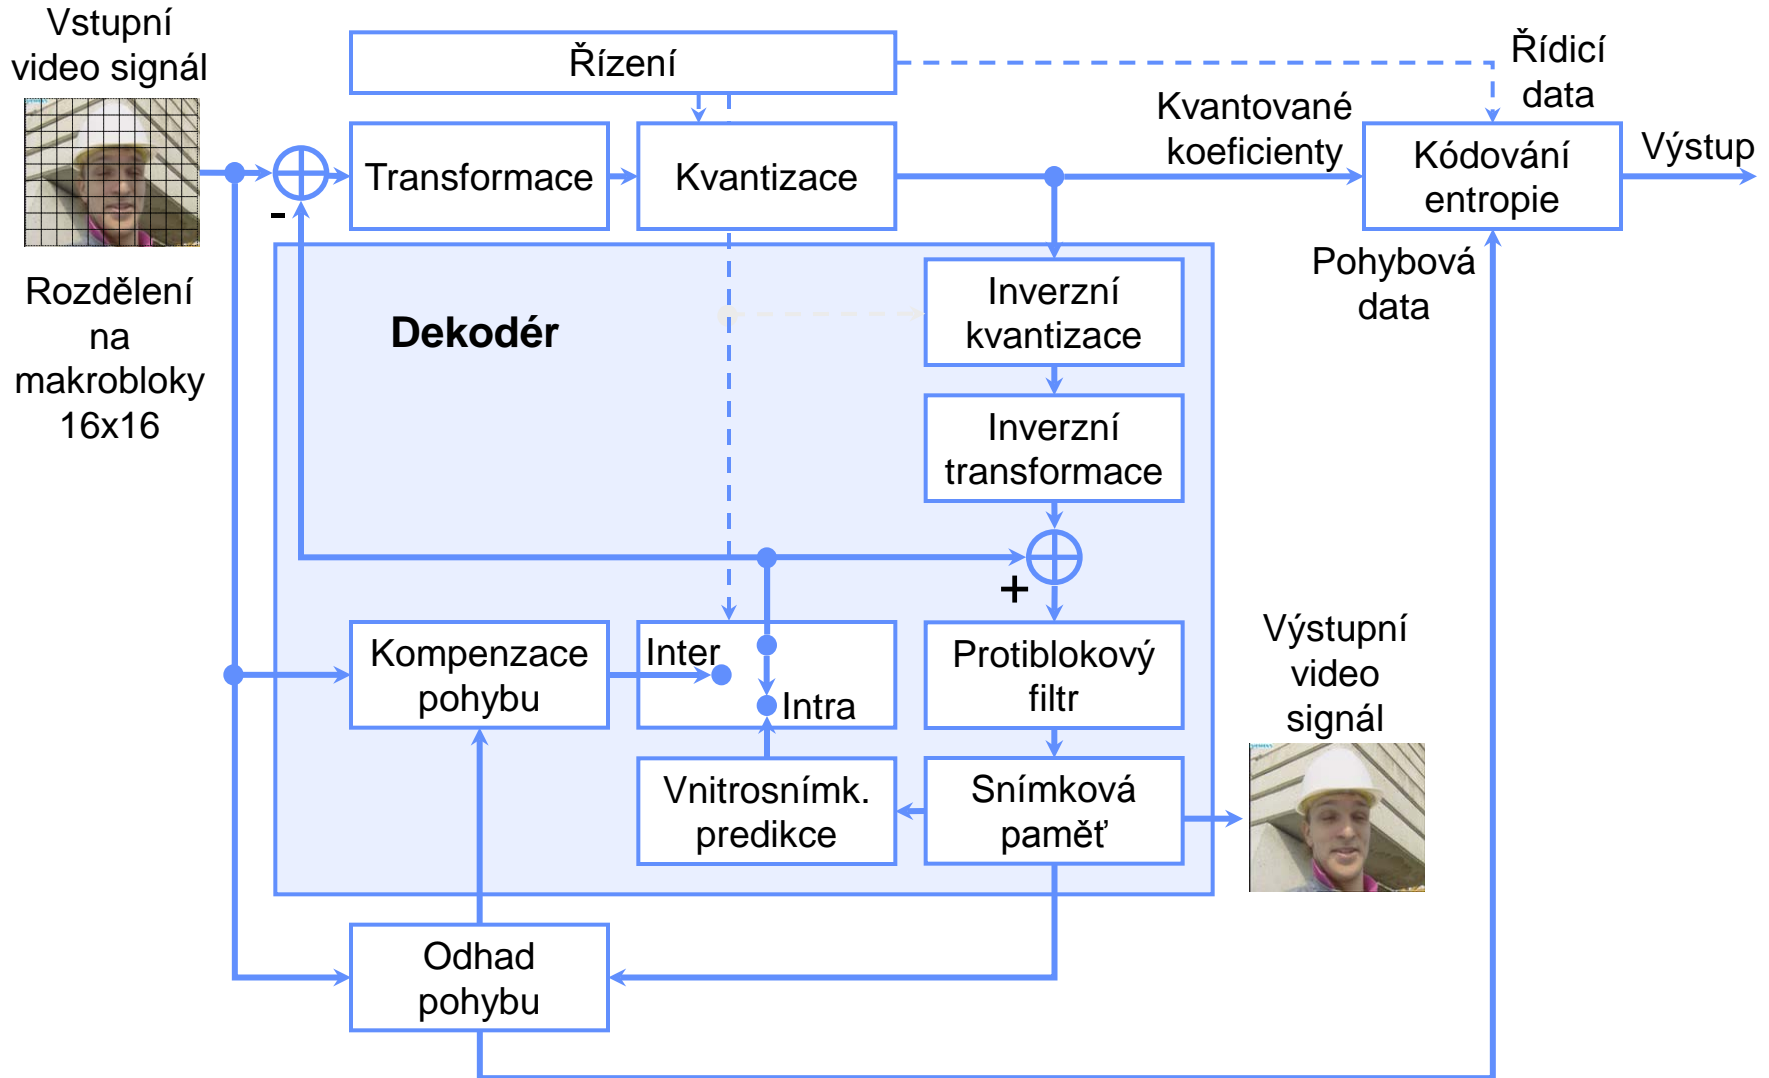 Vstupní
video signál
Řízení
Řídicí
data
Kvantované
koeficienty
Transformace
Kvantizace
Kódování
entropie
Výstup
-
Rozdělení
na
makrobloky
16x16
Dekodér
Inverzní
kvantizace
Pohybová
data
Inverzní
transformace
+
Kompenzace
pohybu
Inter
Intra
Protiblokový
filtr
Výstupní
video
signál
Vnitrosnímk.
predikce
Snímková
paměť
Odhad
pohybu